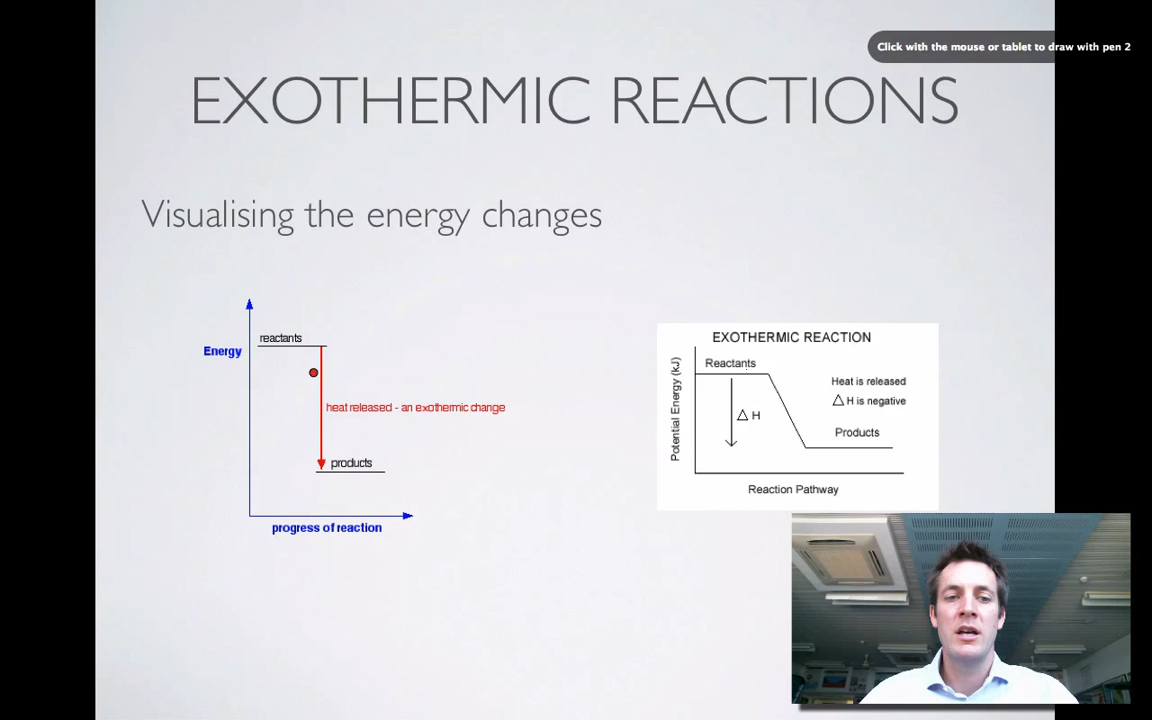 Click with the mouse or tablet to draw with pen 2
EXOTHERMIC REACTIONS
Visualising the energy changes
reactants
Energy
heat released - an exothermic change
products
progress of reaction
EXOTHERMIC REACTION
Reactants
Potential Energy (kJ)
Heat is released
△ H is negative
△ H
Products
Reaction Pathway